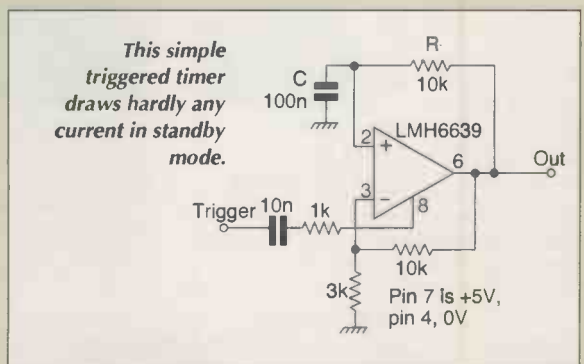 This simple
triggered timer
draws hardly any
current in standby
mode.
R
10k
C
100n
LMH6639
2
+
6
Out
3
−
8
Trigger
10n
1k
10k
3k
Pin 7 is +5V,
pin 4, 0V